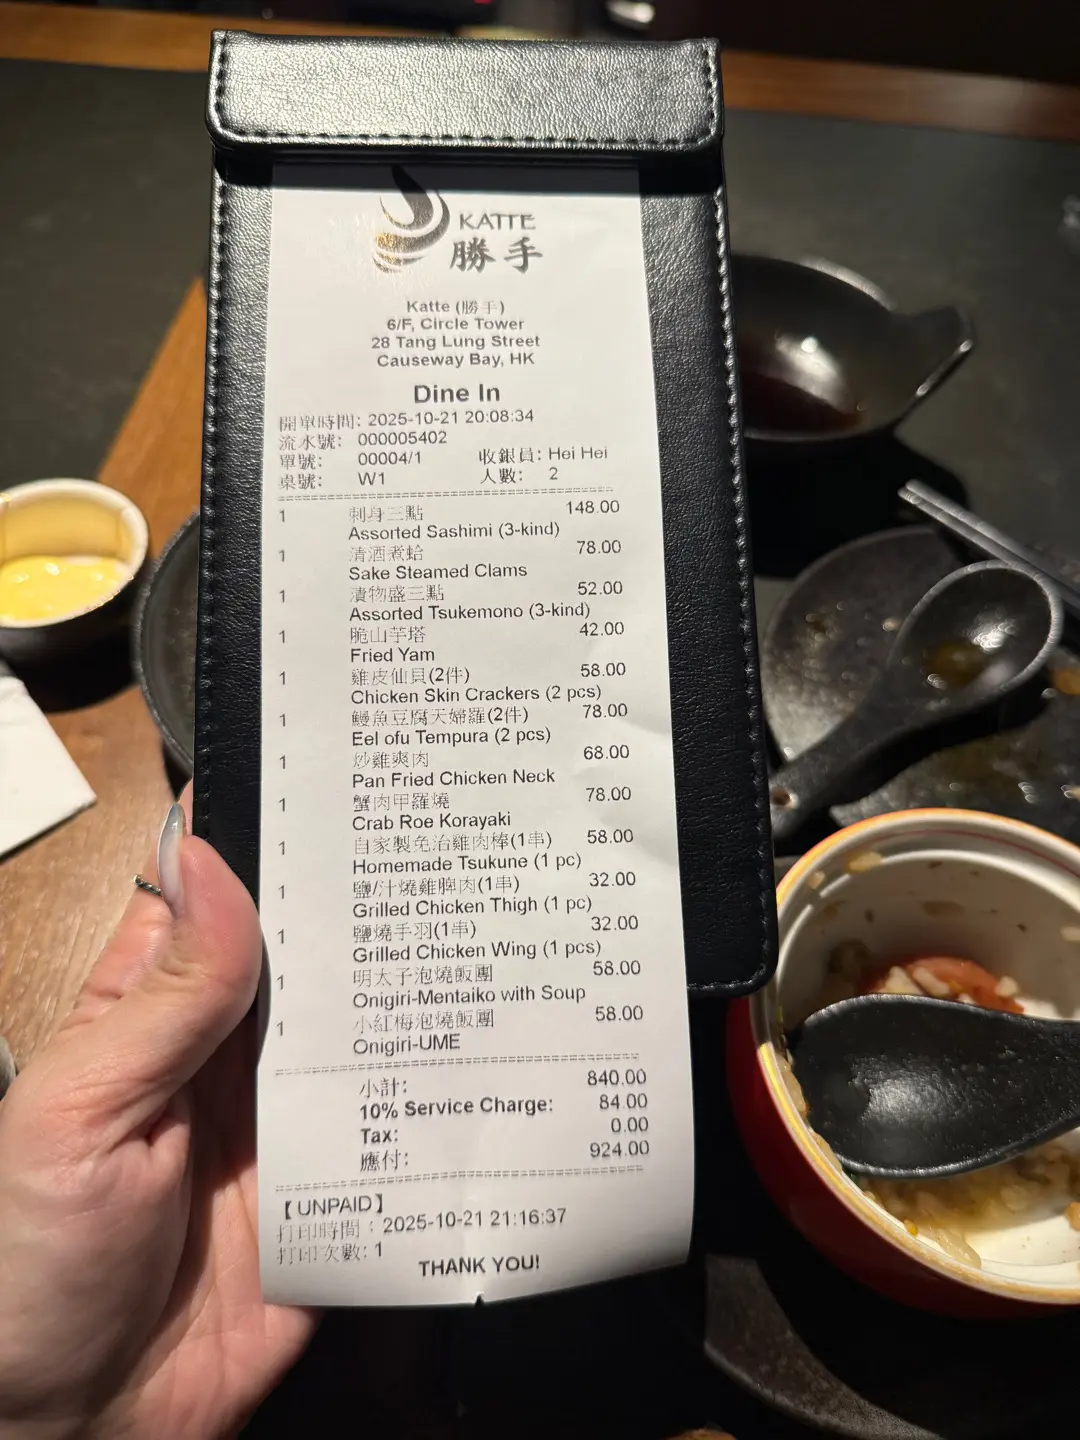 KATTE
勝手
Katte (勝手)
6/F, Circle Tower
28 Tang Lung Street
Causeway Bay, HK
Dine In
開單時間: 2025-10-21 20:08:34
流水號: 000005402
單號: 00004/1 收銀員: Hei Hei
桌號: W1 人數: 2
1 刺身三點 148.00
Assorted Sashimi (3-kind)
1 清酒煮蛤 78.00
Sake Steamed Clams
1 漬物盛三點 52.00
Assorted Tsukemono (3-kind)
1 脆山芋塔 42.00
Fried Yam
1 雞皮仙貝(2件) 58.00
Chicken Skin Crackers (2 pcs)
1 鰻魚豆腐天婦羅(2件) 78.00
Eel ofu Tempura (2 pcs)
1 炒雞爽肉 68.00
Pan Fried Chicken Neck
1 蟹肉甲羅燒 78.00
Crab Roe Korayaki
1 自家製免治雞肉棒(1串) 58.00
Homemade Tsukune (1 pc)
1 鹽/汁燒雞脾肉(1串) 32.00
Grilled Chicken Thigh (1 pc)
1 鹽燒手羽(1串) 32.00
Grilled Chicken Wing (1 pcs)
1 明太子泡燒飯團 58.00
Onigiri-Mentaiko with Soup
1 小紅梅泡燒飯團 58.00
Onigiri-UME
小計: 840.00
10% Service Charge: 84.00
Tax: 0.00
應付: 924.00
【UNPAID】
打印時間：2025-10-21 21:16:37
打印次數: 1
THANK YOU!